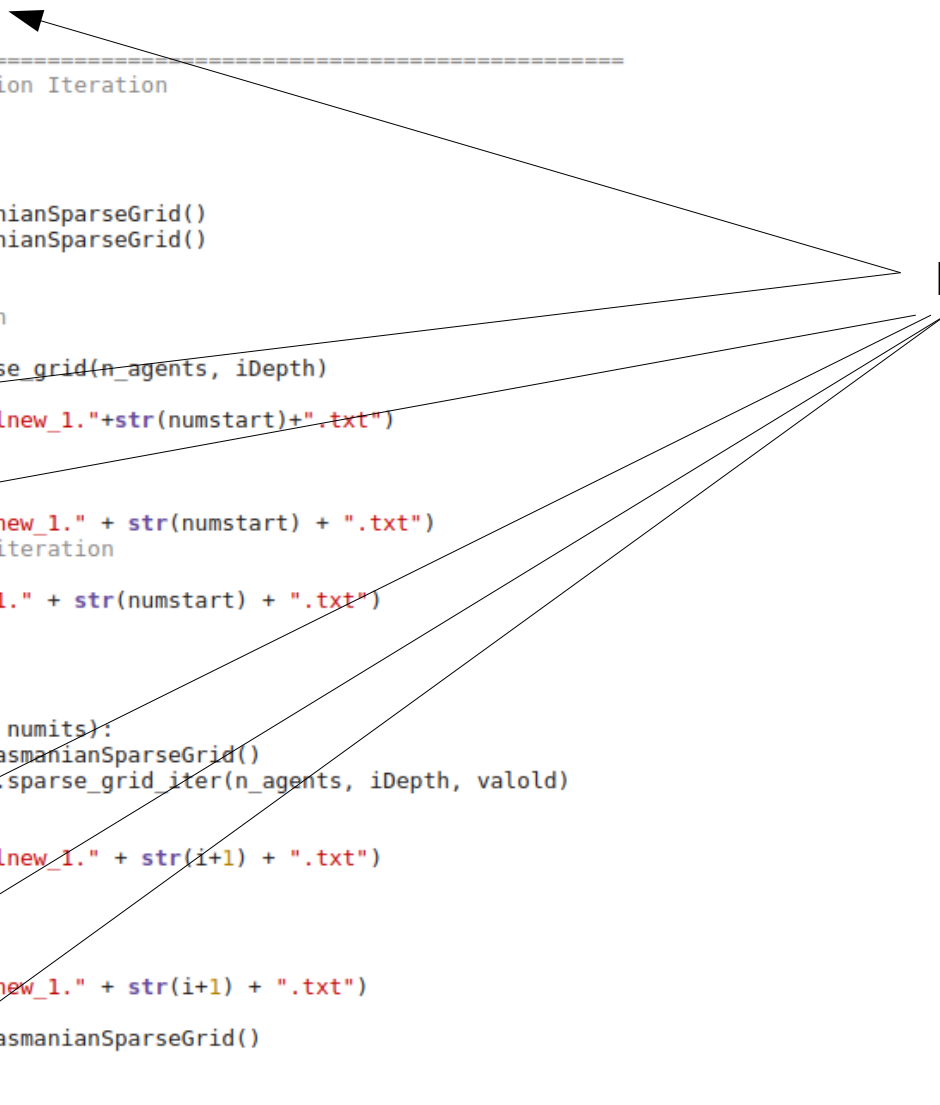 ===============================================
ion Iteration
nianSparseGrid()
nianSparseGrid()
n
se_grid(n_agents, iDepth)
lnew_1."+str(numstart)+".txt")
new_1." + str(numstart) + ".txt")
iteration
1." + str(numstart) + ".txt")
numits):
asmanianSparseGrid()
.sparse_grid_iter(n_agents, iDepth, valold)
lnew_1." + str(i+1) + ".txt")
new_1." + str(i+1) + ".txt")
asmanianSparseGrid()